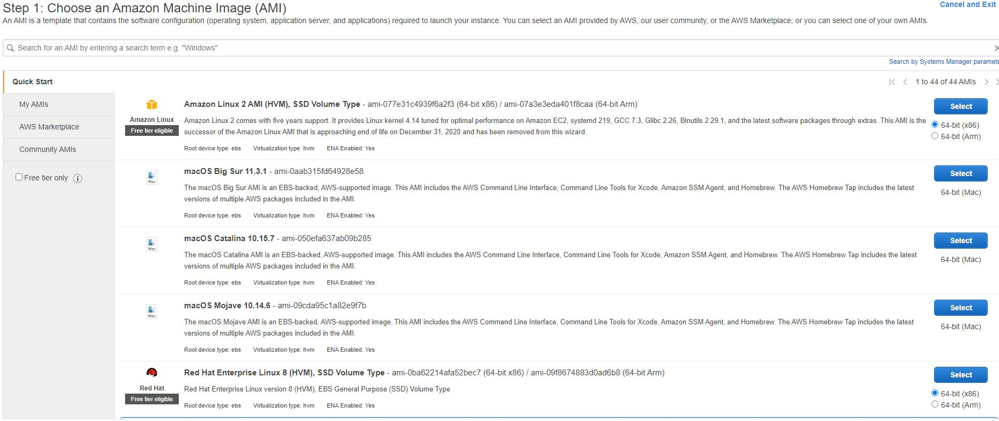 Step 1: Choose an Amazon Machine Image (AMI)
Cancel and Exit
An AMI is a template that contains the software configuration (operating system, application server, and applications) required to launch your instance. You can select an AMI provided by AWS, our user community, or the AWS Marketplace; or you can select one of your own AMIs.
Search for an AMI by entering a search term e.g. "Windows"
Search by Systems Manager paramete
Quick Start
1 to 44 of 44 AMIs
My AMIs
AWS Marketplace
Community AMIs
Free tier only
Amazon Linux
Free tier eligible
Amazon Linux 2 AMI (HVM), SSD Volume Type - ami-077e31c4939f6a2f3 (64-bit x86) / ami-07a3e3eda401f8caa (64-bit Arm)
Amazon Linux 2 comes with five years support. It provides Linux kernel 4.14 tuned for optimal performance on Amazon EC2, systemd 219, GCC 7.3, Glibc 2.26, Binutils 2.29.1, and the latest software packages through extras. This AMI is the
successor of the Amazon Linux AMI that is approaching end of life on December 31, 2020 and has been removed from this wizard.
Root device type: ebs Virtualization type: hvm ENA Enabled: Yes
Select
64-bit (x86)
64-bit (Arm)
Mac
macOS Big Sur 11.3.1 - ami-0aab315fd64928e58
The macOS Big Sur AMI is an EBS-backed, AWS-supported image. This AMI includes the AWS Command Line Interface, Command Line Tools for Xcode, Amazon SSM Agent, and Homebrew. The AWS Homebrew Tap includes the latest
versions of multiple AWS packages included in the AMI.
Root device type: ebs Virtualization type: hvm ENA Enabled: Yes
Select
64-bit (Mac)
Mac
macOS Catalina 10.15.7 - ami-050efa637ab09b285
The macOS Catalina AMI is an EBS-backed, AWS-supported image. This AMI includes the AWS Command Line Interface, Command Line Tools for Xcode, Amazon SSM Agent, and Homebrew. The AWS Homebrew Tap includes the latest
versions of multiple AWS packages included in the AMI.
Root device type: ebs Virtualization type: hvm ENA Enabled: Yes
Select
64-bit (Mac)
Mac
macOS Mojave 10.14.6 - ami-09cda95c1a82e9f7b
The macOS Mojave AMI is an EBS-backed, AWS-supported image. This AMI includes the AWS Command Line Interface, Command Line Tools for Xcode, Amazon SSM Agent, and Homebrew. The AWS Homebrew Tap includes the latest
versions of multiple AWS packages included in the AMI.
Root device type: ebs Virtualization type: hvm ENA Enabled: Yes
Select
64-bit (Mac)
Red Hat
Free tier eligible
Red Hat Enterprise Linux 8 (HVM), SSD Volume Type - ami-0ba62214afa52bec7 (64-bit x86) / ami-09f8674883d0ad6b8 (64-bit Arm)
Red Hat Enterprise Linux version 8 (HVM), EBS General Purpose (SSD) Volume Type
Root device type: ebs Virtualization type: hvm ENA Enabled: Yes
Select
64-bit (x86)
64-bit (Arm)